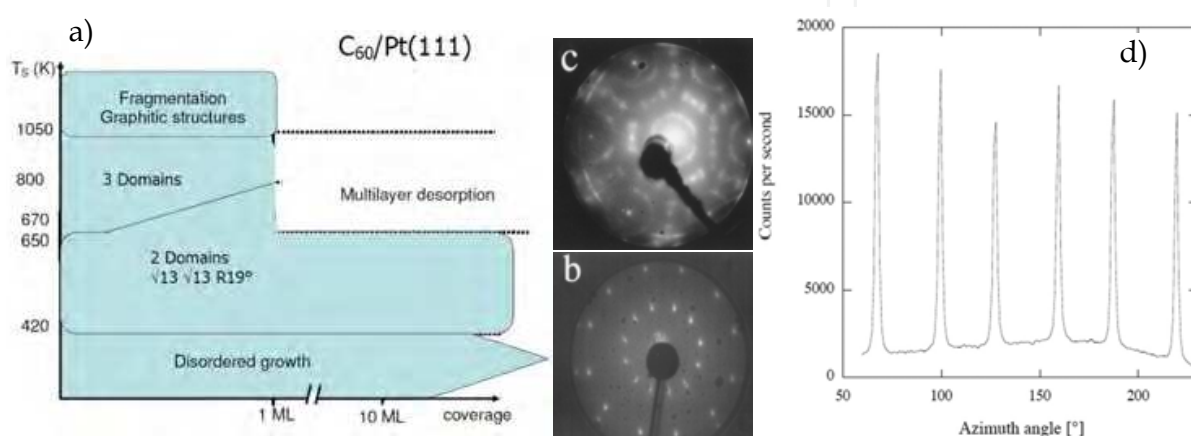 a)
C₆₀/Pt(111)
Tₛ (K)
Fragmentation
Graphitic structures
1050
3 Domains
800
Multilayer desorption
670
650
2 Domains
√13 √13 R19°
420
Disordered growth
1 ML
10 ML
coverage
c
b
d)
20000
15000
10000
5000
0
Counts per second
50
100
150
200
Azimuth angle [°]